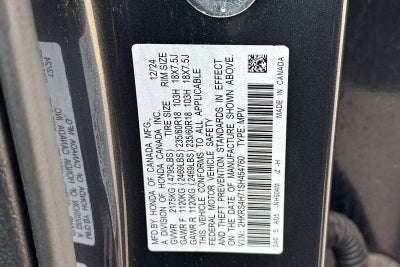 MFD. BY HONDA OF CANADA MFG., 12/24
A DIVISION OF HONDA CANADA INC. TIRE SIZE RIM SIZE
GVWR 2175KG (4795LBS)
GAWR F 1120KG (2469LBS) 235/60R18 103H 18X7.5J
GAWR R 1120KG (2469LBS) 235/60R18 103H 18X7.5J
THIS VEHICLE CONFORMS TO ALL APPLICABLE
FEDERAL MOTOR VEHICLE SAFETY
AND THEFT PREVENTION STANDARDS IN EFFECT
ON THE DATE OF MANUFACTURE SHOWN ABOVE.
V.I.N.: 2HKRS4H71SH454760 TYPE: MPV
MADE IN CANADA